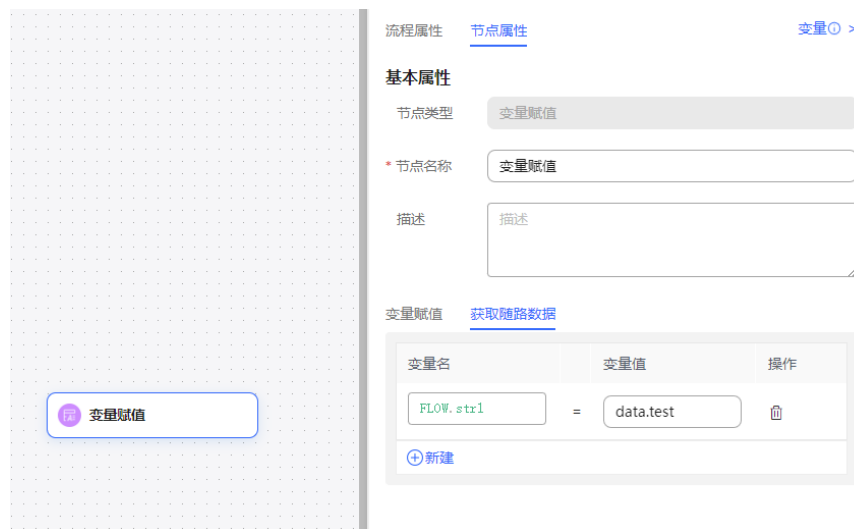 流程属性 节点属性 变量 >
基本属性
节点类型 变量赋值
* 节点名称 变量赋值
描述 描述
变量赋值 获取随路数据
变量名 变量值 操作
FLOW.str1 = data.test
新建
变量赋值